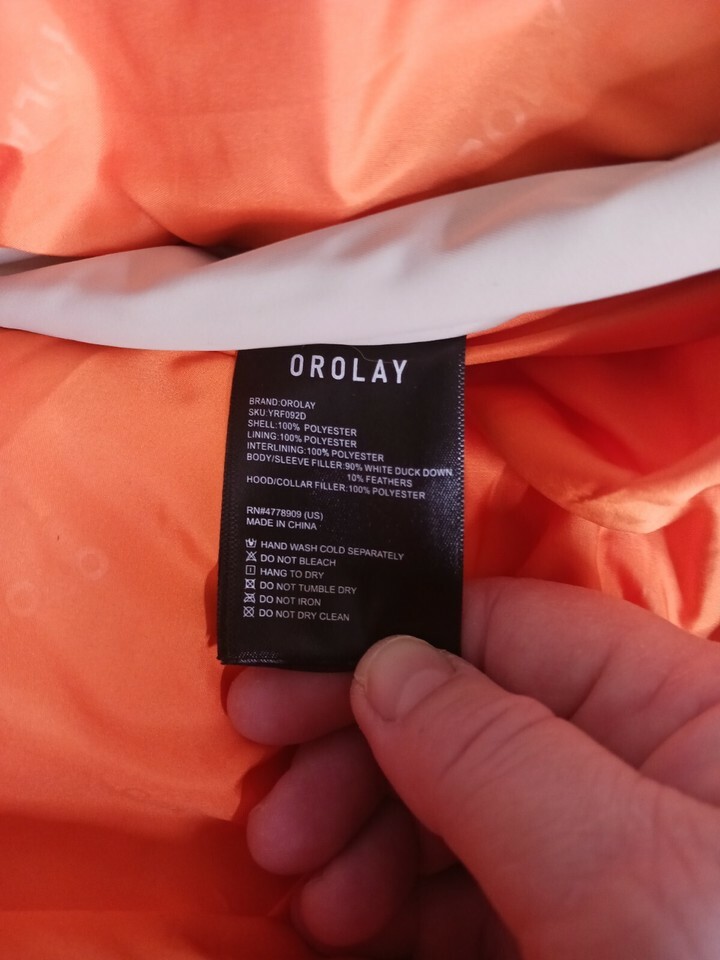 OROLAY
BRAND:OROLAY
SKU:YRF092D
SHELL:100% POLYESTER
LINING:100% POLYESTER
INTERLINING:100% POLYESTER
BODY/SLEEVE FILLER:90% WHITE DUCK DOWN
10% FEATHERS
HOOD/COLLAR FILLER:100% POLYESTER
RN#4778909 (US)
MADE IN CHINA
HAND WASH COLD SEPARATELY
DO NOT BLEACH
HANG TO DRY
DO NOT TUMBLE DRY
DO NOT IRON
DO NOT DRY CLEAN